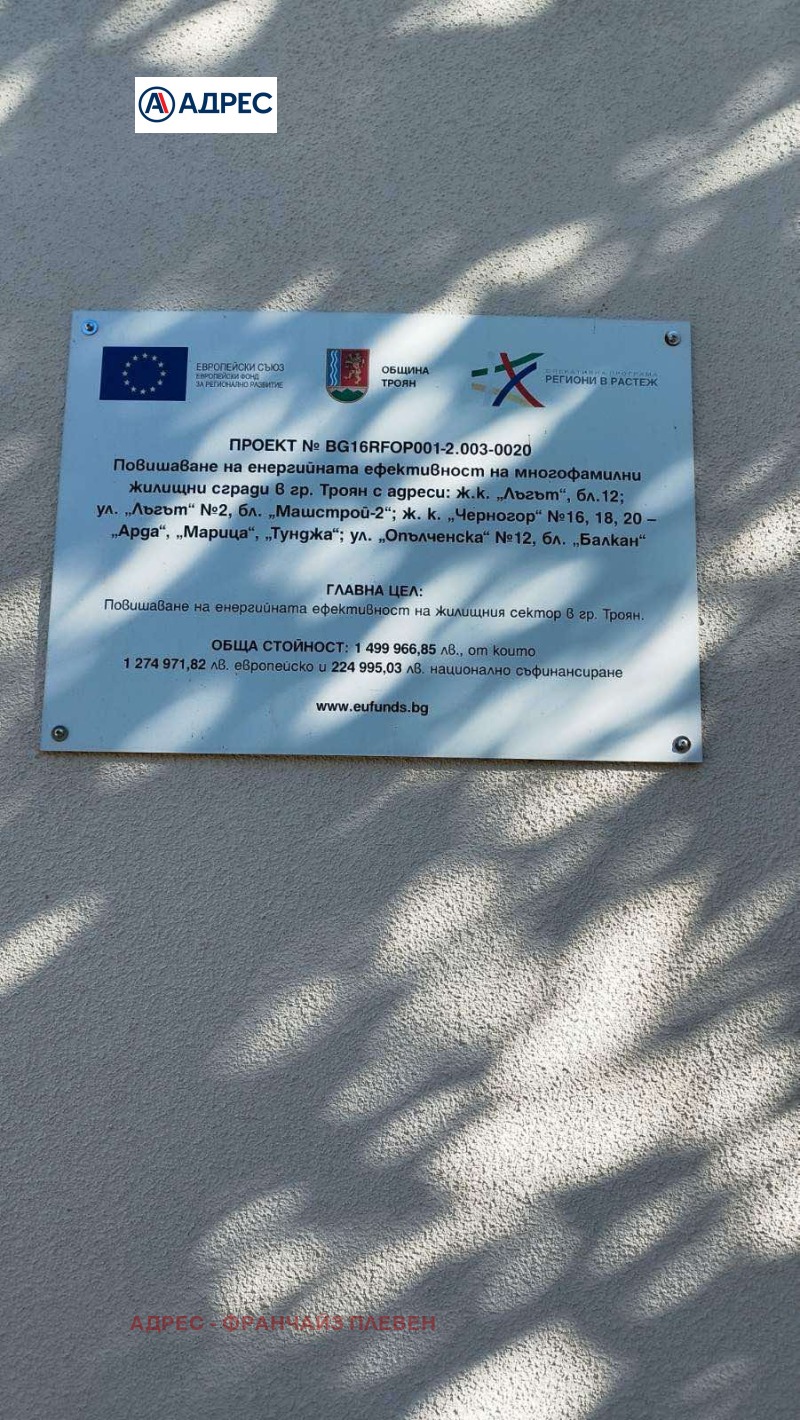 АДРЕС
ЕВРОПЕЙСКИ СЪЮЗ
ЕВРОПЕЙСКИ ФОНД
ЗА РЕГИОНАЛНО РАЗВИТИЕ
ОБЩИНА
ТРОЯН
ОПЕРАТИВНА ПРОГРАМА
РЕГИОНИ В РАСТЕЖ
ПРОЕКТ № BG16RFOP001-2.003-0020
Повишаване на енергийната ефективност на многофамилни
жилищни сгради в гр. Троян с адреси: ж.к. „Лъгът“, бл.12;
ул. „Лъгът“ №2, бл. „Машстрой-2“; ж. к. „Черногор“ №16, 18, 20 –
„Арда“, „Марица“, „Тунджа“; ул. „Опълченска“ №12, бл. „Балкан“
ГЛАВНА ЦЕЛ:
Повишаване на енергийната ефективност на жилищния сектор в гр. Троян.
ОБЩА СТОЙНОСТ: 1 499 966,85 лв., от които
1 274 971,82 лв. европейско и 224 995,03 лв. национално съфинансиране
www.eufunds.bg
АДРЕС - ФРАНЧАЙЗ ПЛЕВЕН